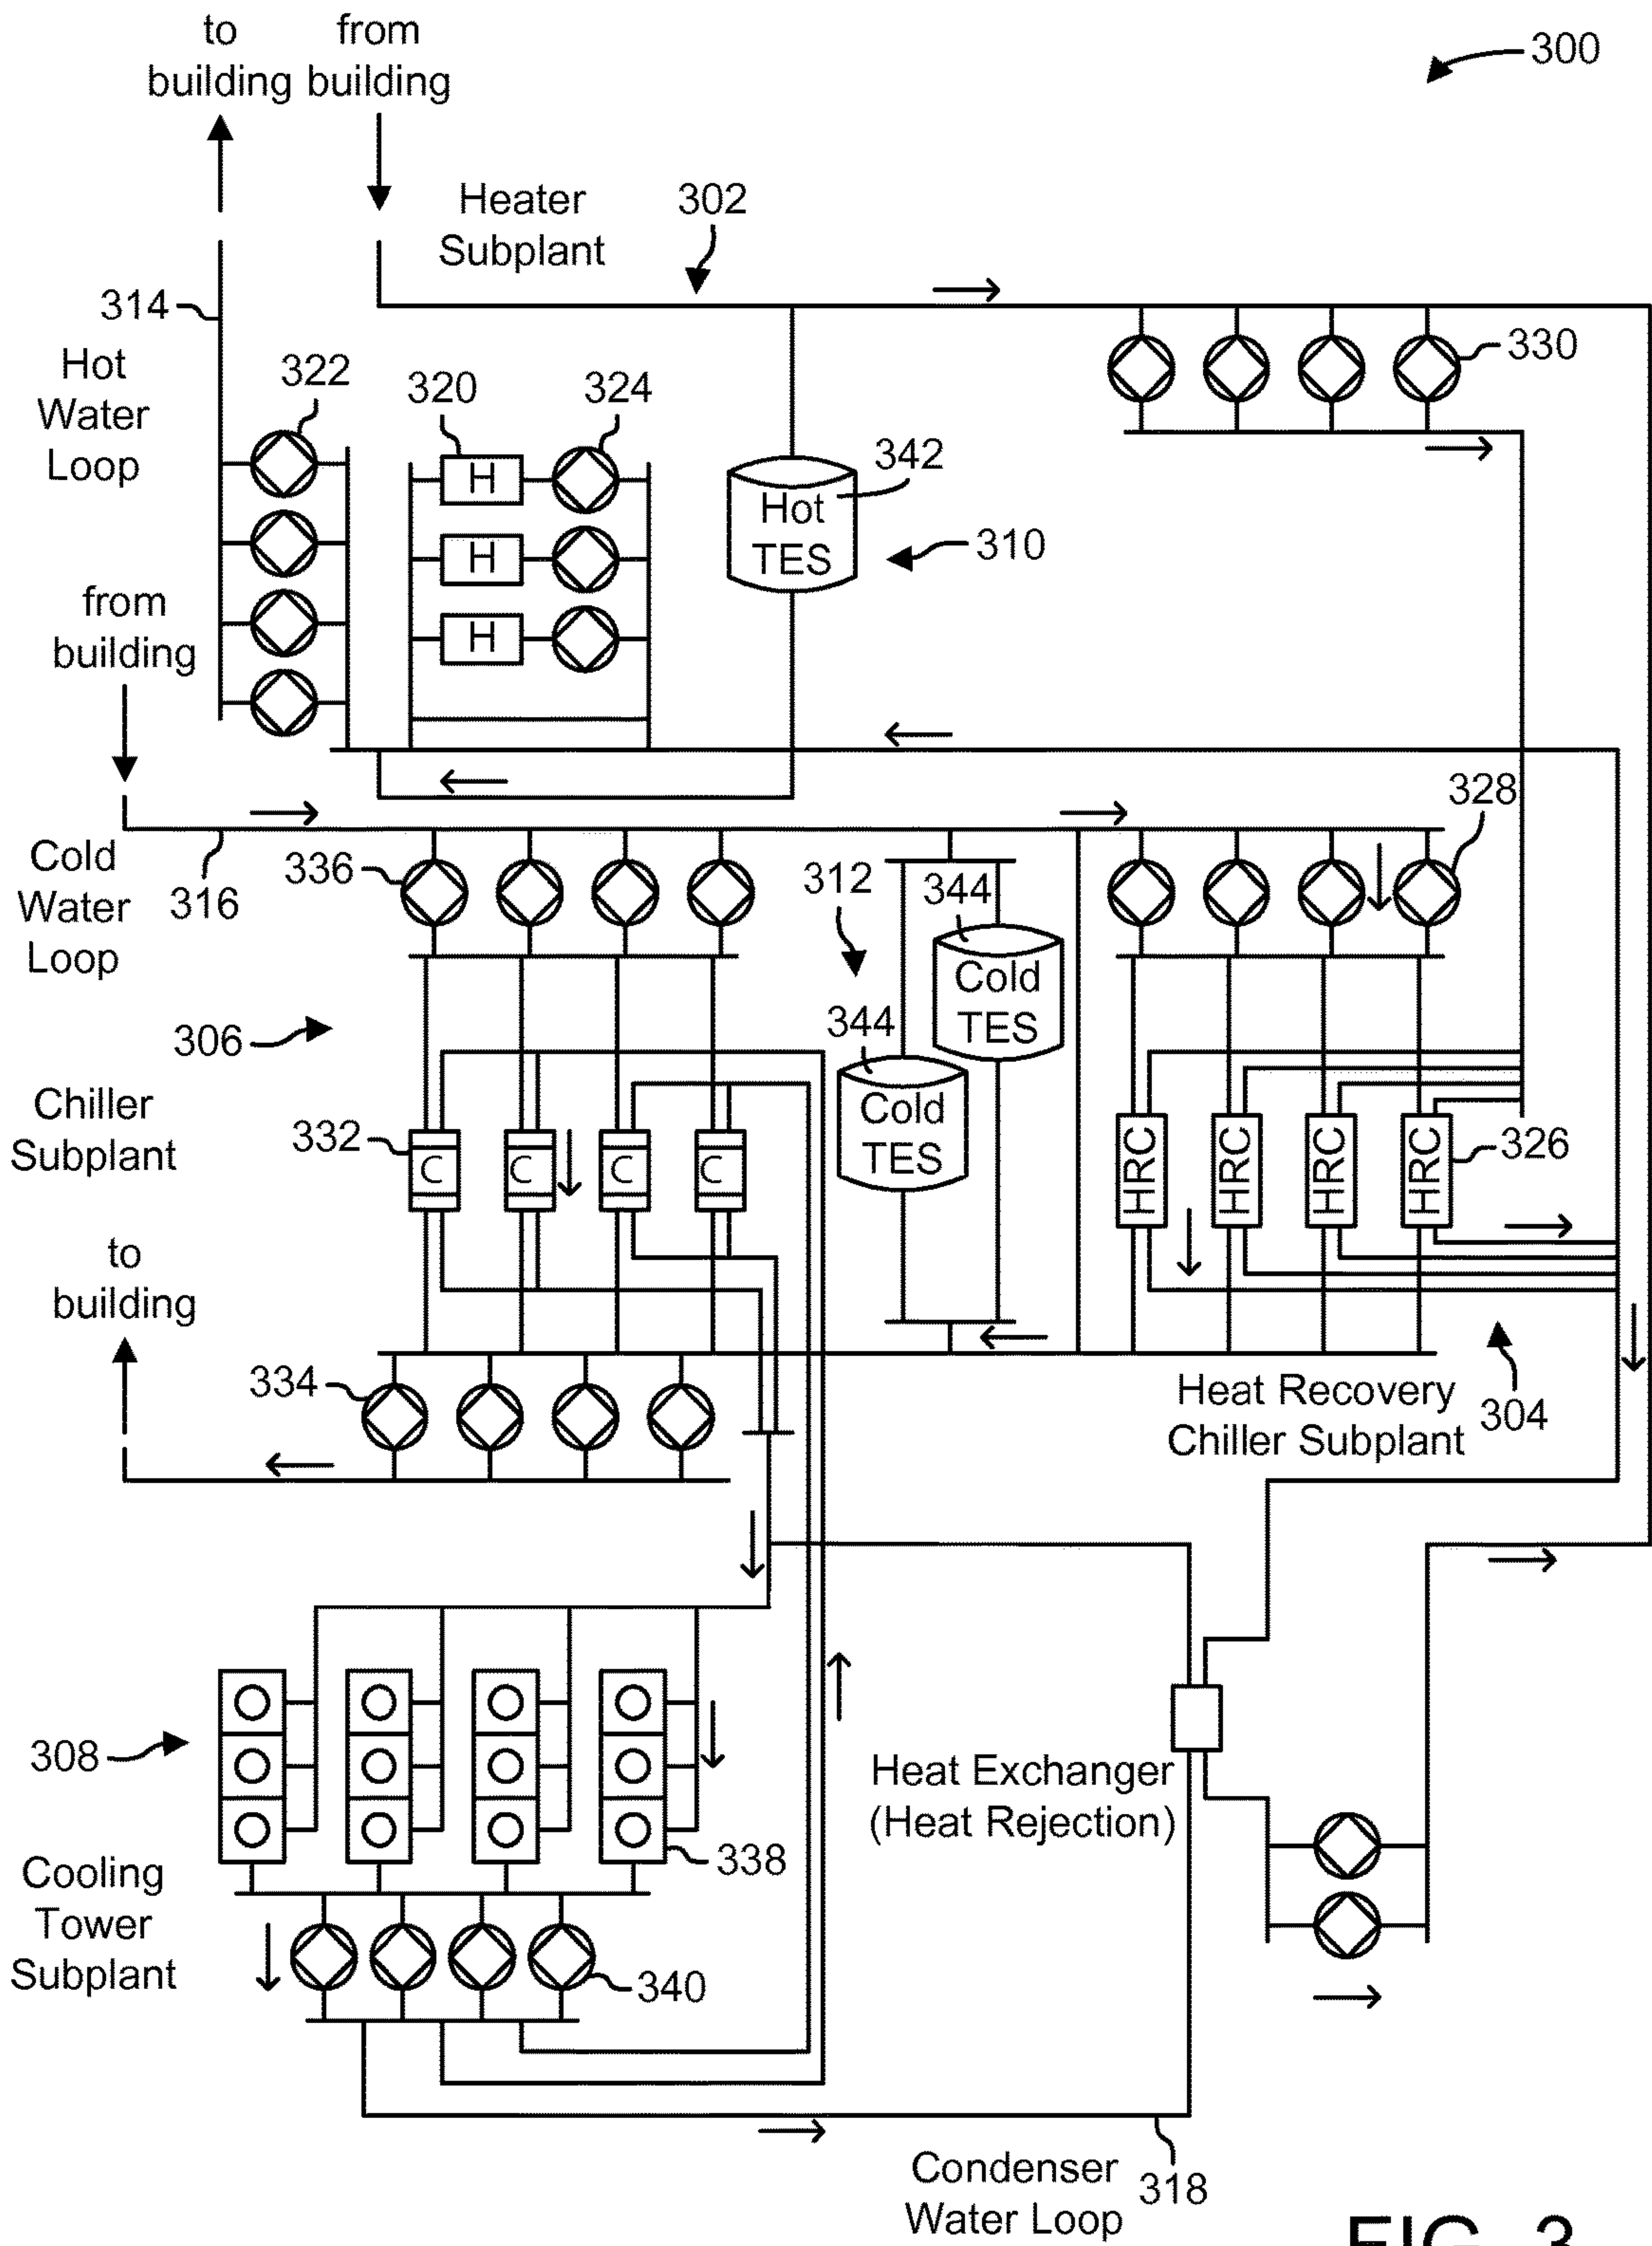 to from
building building
300
Heater
Subplant
302
314
Hot
Water
Loop
322
320
324
330
Hot
TES
342
310
from
building
H
H
H
328
Cold
Water
Loop
316
336
312
344
Cold
TES
344
Cold
TES
306
Chiller
Subplant
332
C
C
C
C
HRC
HRC
HRC
HRC
326
to
building
334
Heat Recovery
Chiller Subplant
304
308
Heat Exchanger
(Heat Rejection)
338
Cooling
Tower
Subplant
340
Condenser
Water Loop
318
FIG. 3